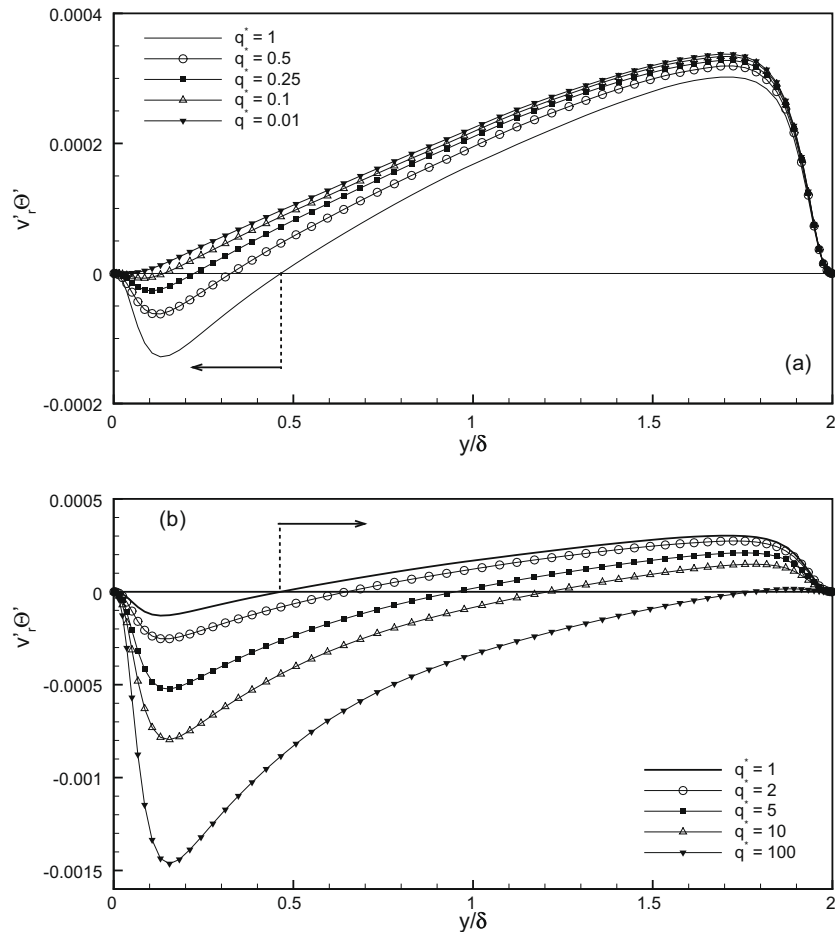 0.0004
q* = 1
q* = 0.5
q* = 0.25
q* = 0.1
q* = 0.01
0.0002
v'rΘ'
0
(a)
-0.0002
0
0.5
1
1.5
2
y/δ
0.0005
(b)
0
v'rΘ'
-0.0005
-0.001
-0.0015
q* = 1
q* = 2
q* = 5
q* = 10
q* = 100
0
0.5
1
1.5
2
y/δ